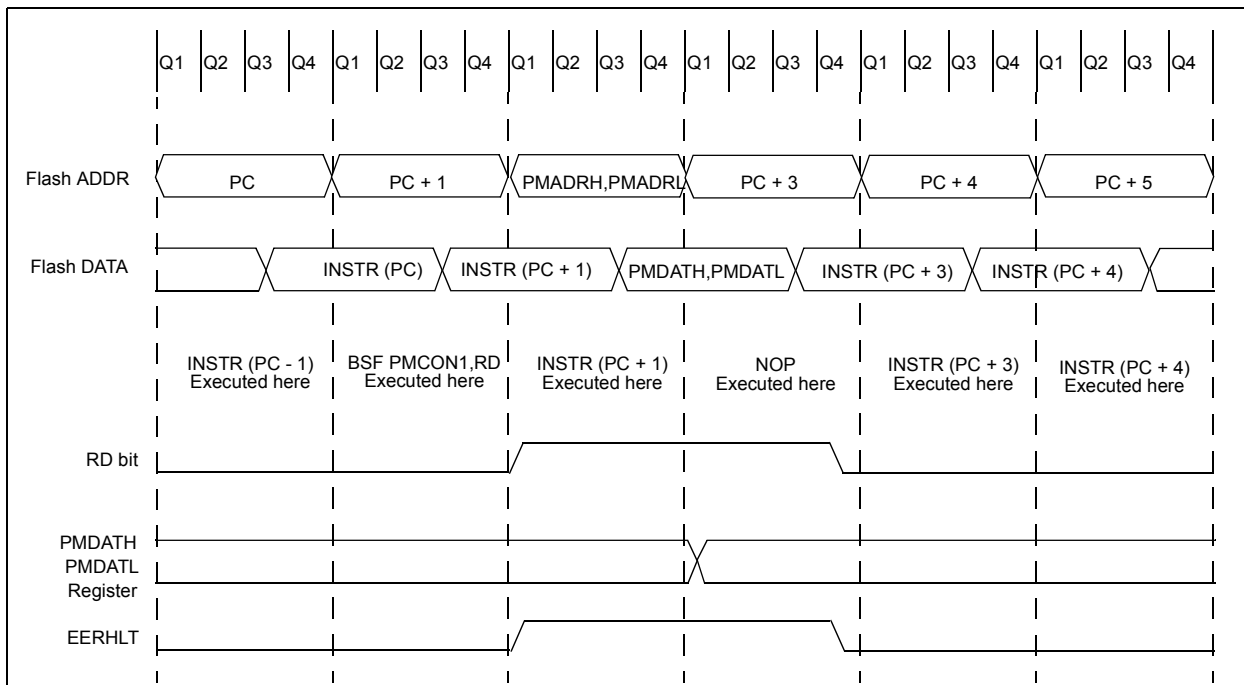 Q1 Q2 Q3 Q4 Q1 Q2 Q3 Q4 Q1 Q2 Q3 Q4 Q1 Q2 Q3 Q4 Q1 Q2 Q3 Q4 Q1 Q2 Q3 Q4
Flash ADDR PC PC + 1 PMADRH,PMADRL PC + 3 PC + 4 PC + 5
Flash DATA INSTR (PC) INSTR (PC + 1) PMDATH,PMDATL INSTR (PC + 3) INSTR (PC + 4)
INSTR (PC - 1) BSF PMCON1,RD INSTR (PC + 1) NOP INSTR (PC + 3) INSTR (PC + 4)
Executed here Executed here Executed here Executed here Executed here Executed here
RD bit
PMDATH
PMDATL
Register
EERHLT